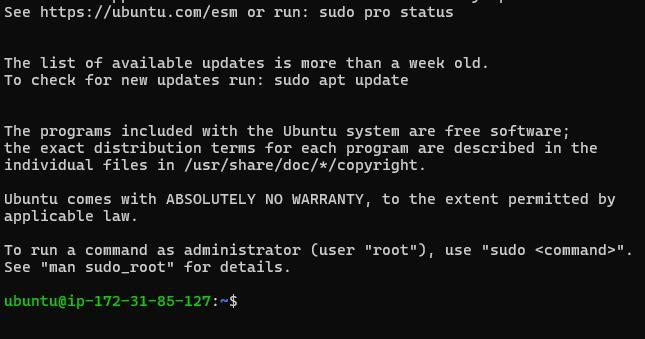 See https://ubuntu.com/esm or run: sudo pro status
The list of available updates is more than a week old.
To check for new updates run: sudo apt update
The programs included with the Ubuntu system are free software;
the exact distribution terms for each program are described in the
individual files in /usr/share/doc/*/copyright.
Ubuntu comes with ABSOLUTELY NO WARRANTY, to the extent permitted by
applicable law.
To run a command as administrator (user "root"), use "sudo <command>".
See "man sudo_root" for details.
ubuntu@ip-172-31-85-127:~$